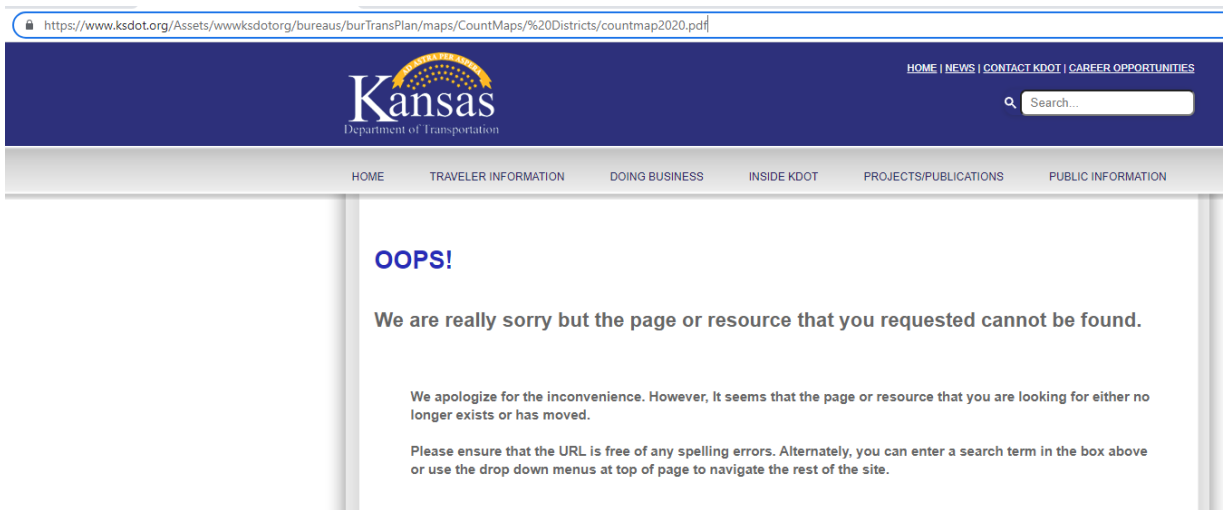 https://www.ksdot.org/Assets/wwwksdotorg/bureaus/burTransPlan/maps/CountMaps/%20Districts/countmap2020.pdf
AD ASTRA PER ASPERA
Kansas
Department of Transportation
HOME | NEWS | CONTACT KDOT | CAREER OPPORTUNITIES
Search...
HOME TRAVELER INFORMATION DOING BUSINESS INSIDE KDOT PROJECTS/PUBLICATIONS PUBLIC INFORMATION
OOPS!
We are really sorry but the page or resource that you requested cannot be found.
We apologize for the inconvenience. However, It seems that the page or resource that you are looking for either no
longer exists or has moved.
Please ensure that the URL is free of any spelling errors. Alternately, you can enter a search term in the box above
or use the drop down menus at top of page to navigate the rest of the site.